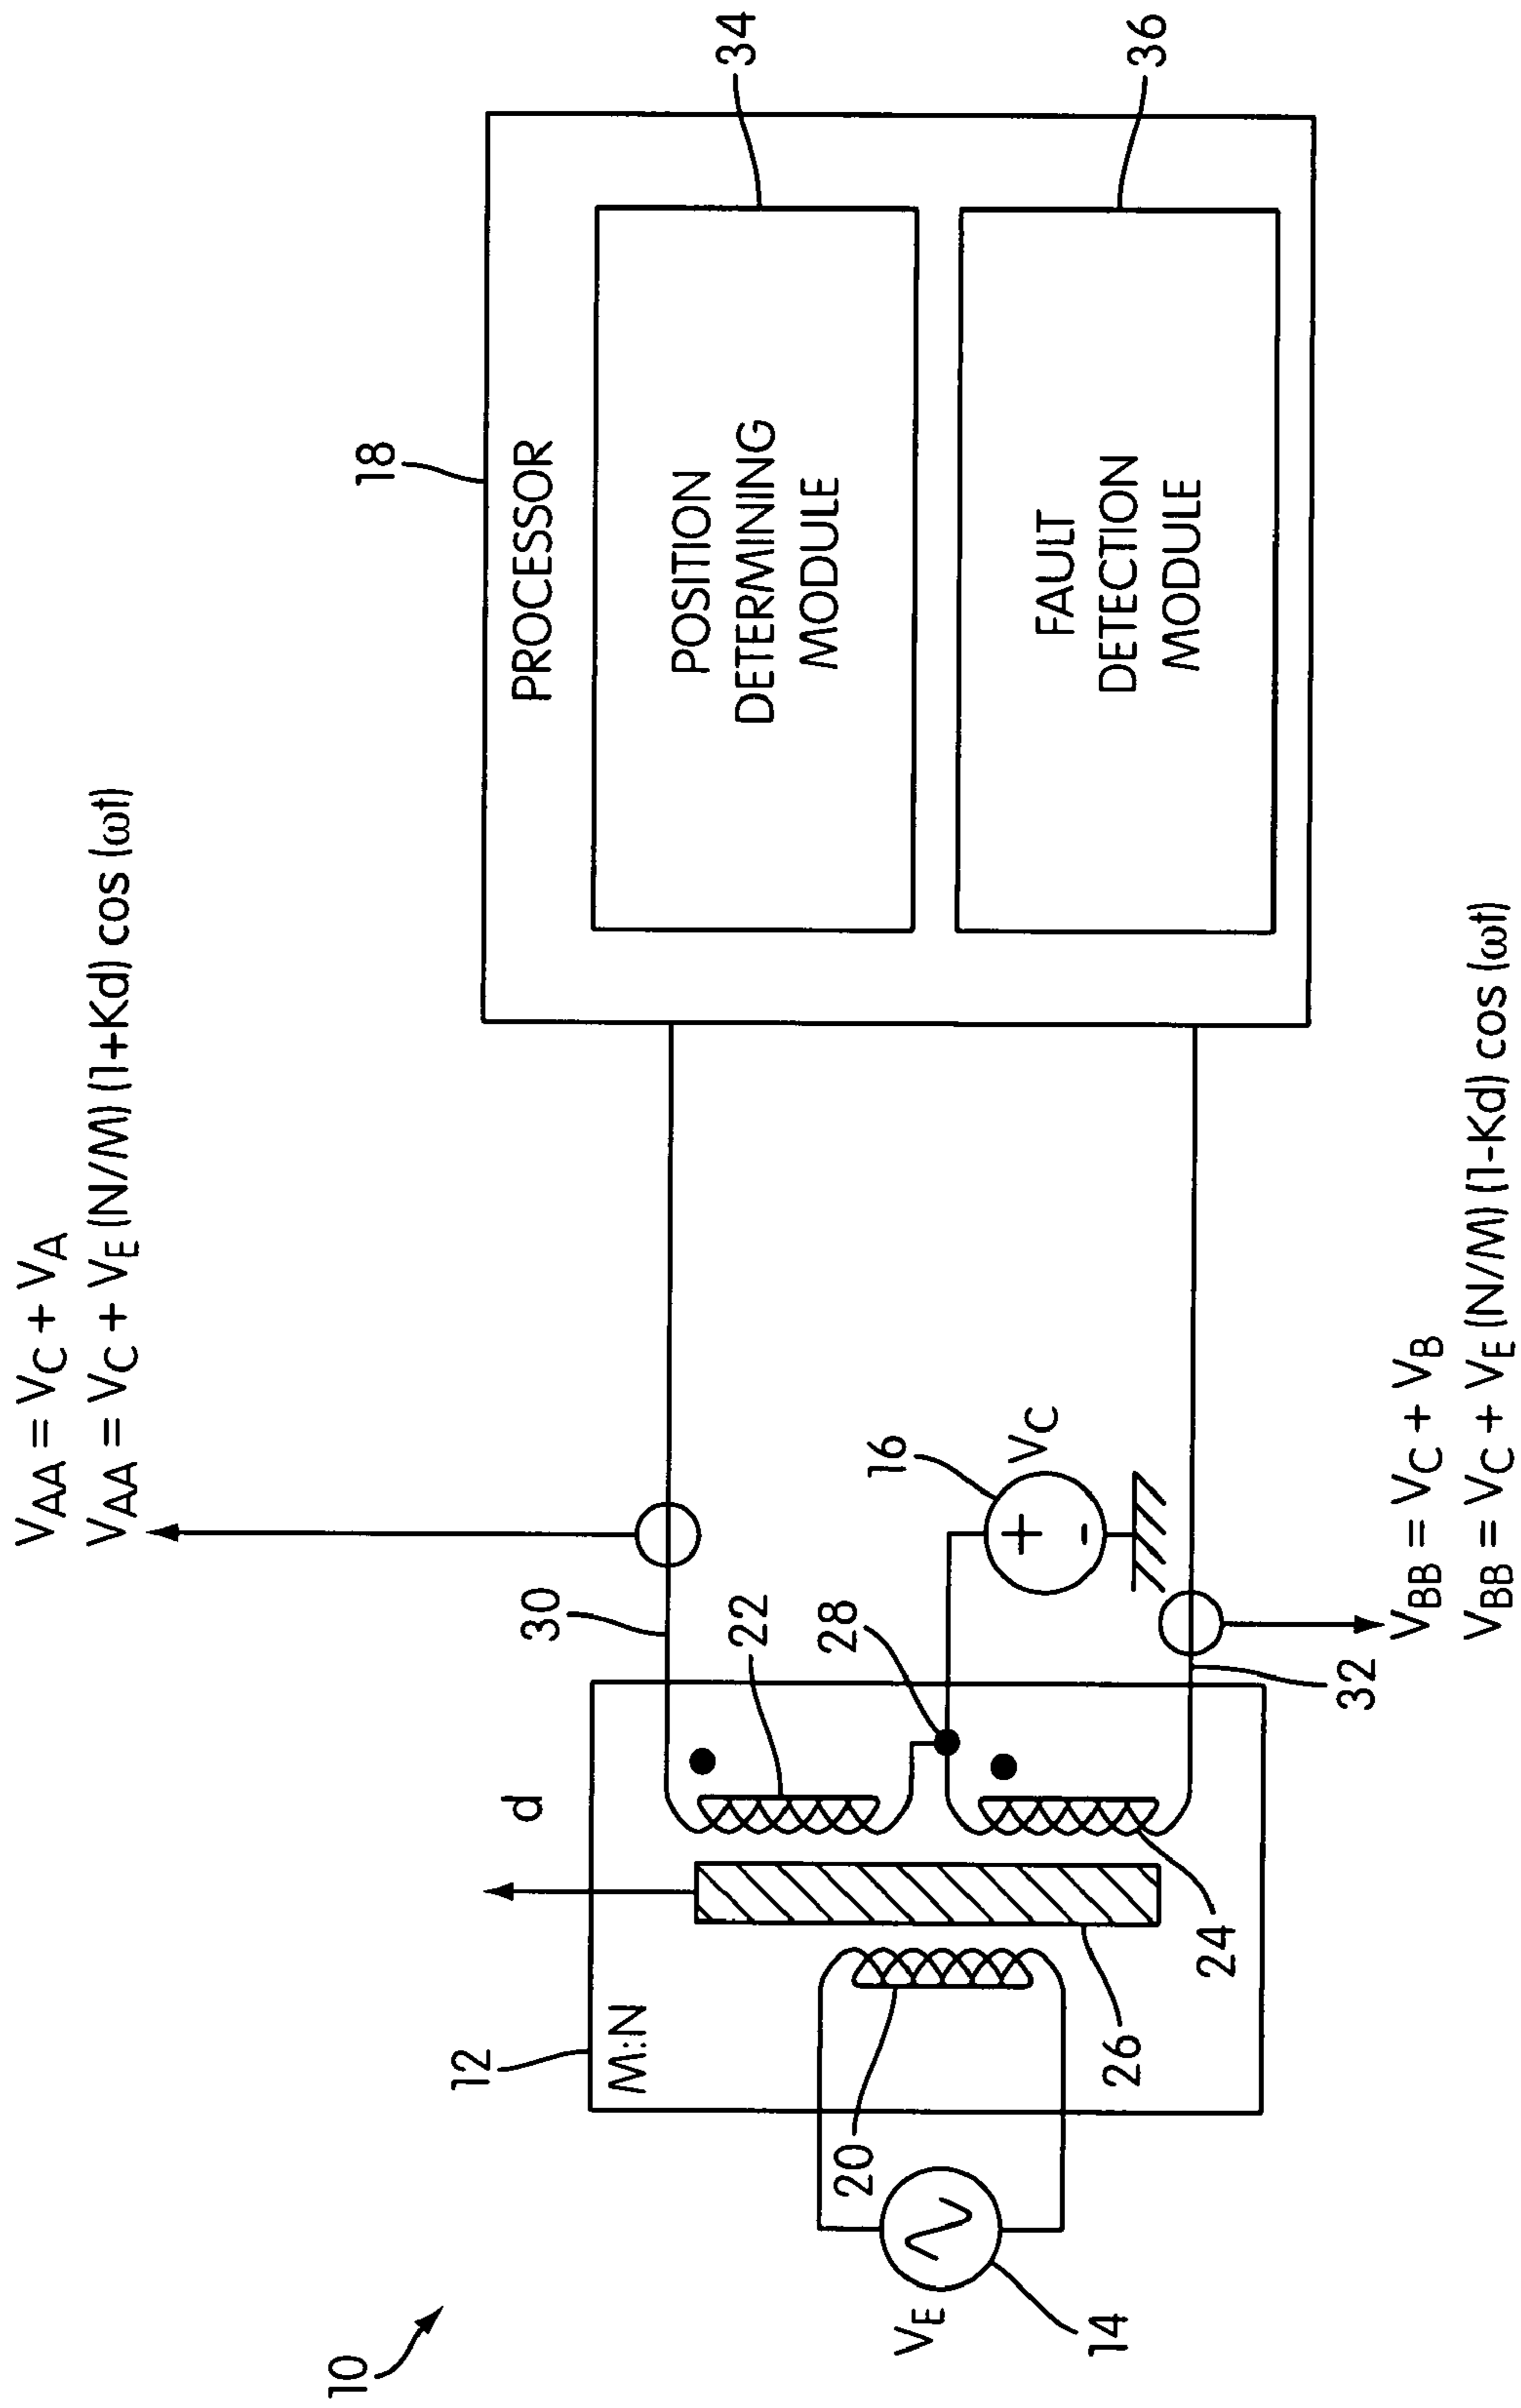 V_AA = V_C + V_A
V_AA = V_C + V_E (N/M) (1+Kd) cos (ωt)
10
12
M:N
d
30
18
PROCESSOR
34
POSITION
DETERMINING
MODULE
22
28
16
V_C
V_E
14
20
26
24
32
FAULT
DETECTION
MODULE
36
V_BB = V_C + V_B
V_BB = V_C + V_E (N/M) (1-Kd) cos (ωt)
+
-